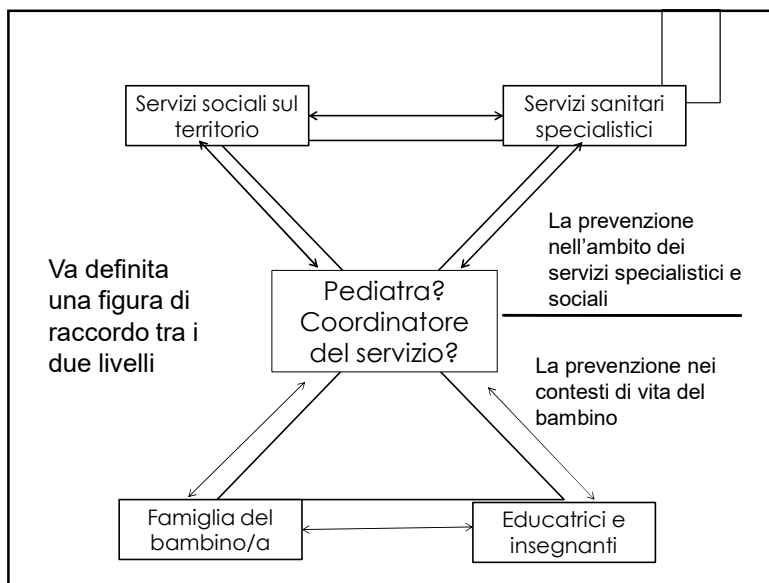 Servizi sociali sul
territorio
Servizi sanitari
specialistici
La prevenzione
nell'ambito dei
servizi specialistici e
sociali
Va definita
una figura di
raccordo tra i
due livelli
Pediatra?
Coordinatore
del servizio?
La prevenzione nei
contesti di vita del
bambino
Famiglia del
bambino/a
Educatrici e
insegnanti